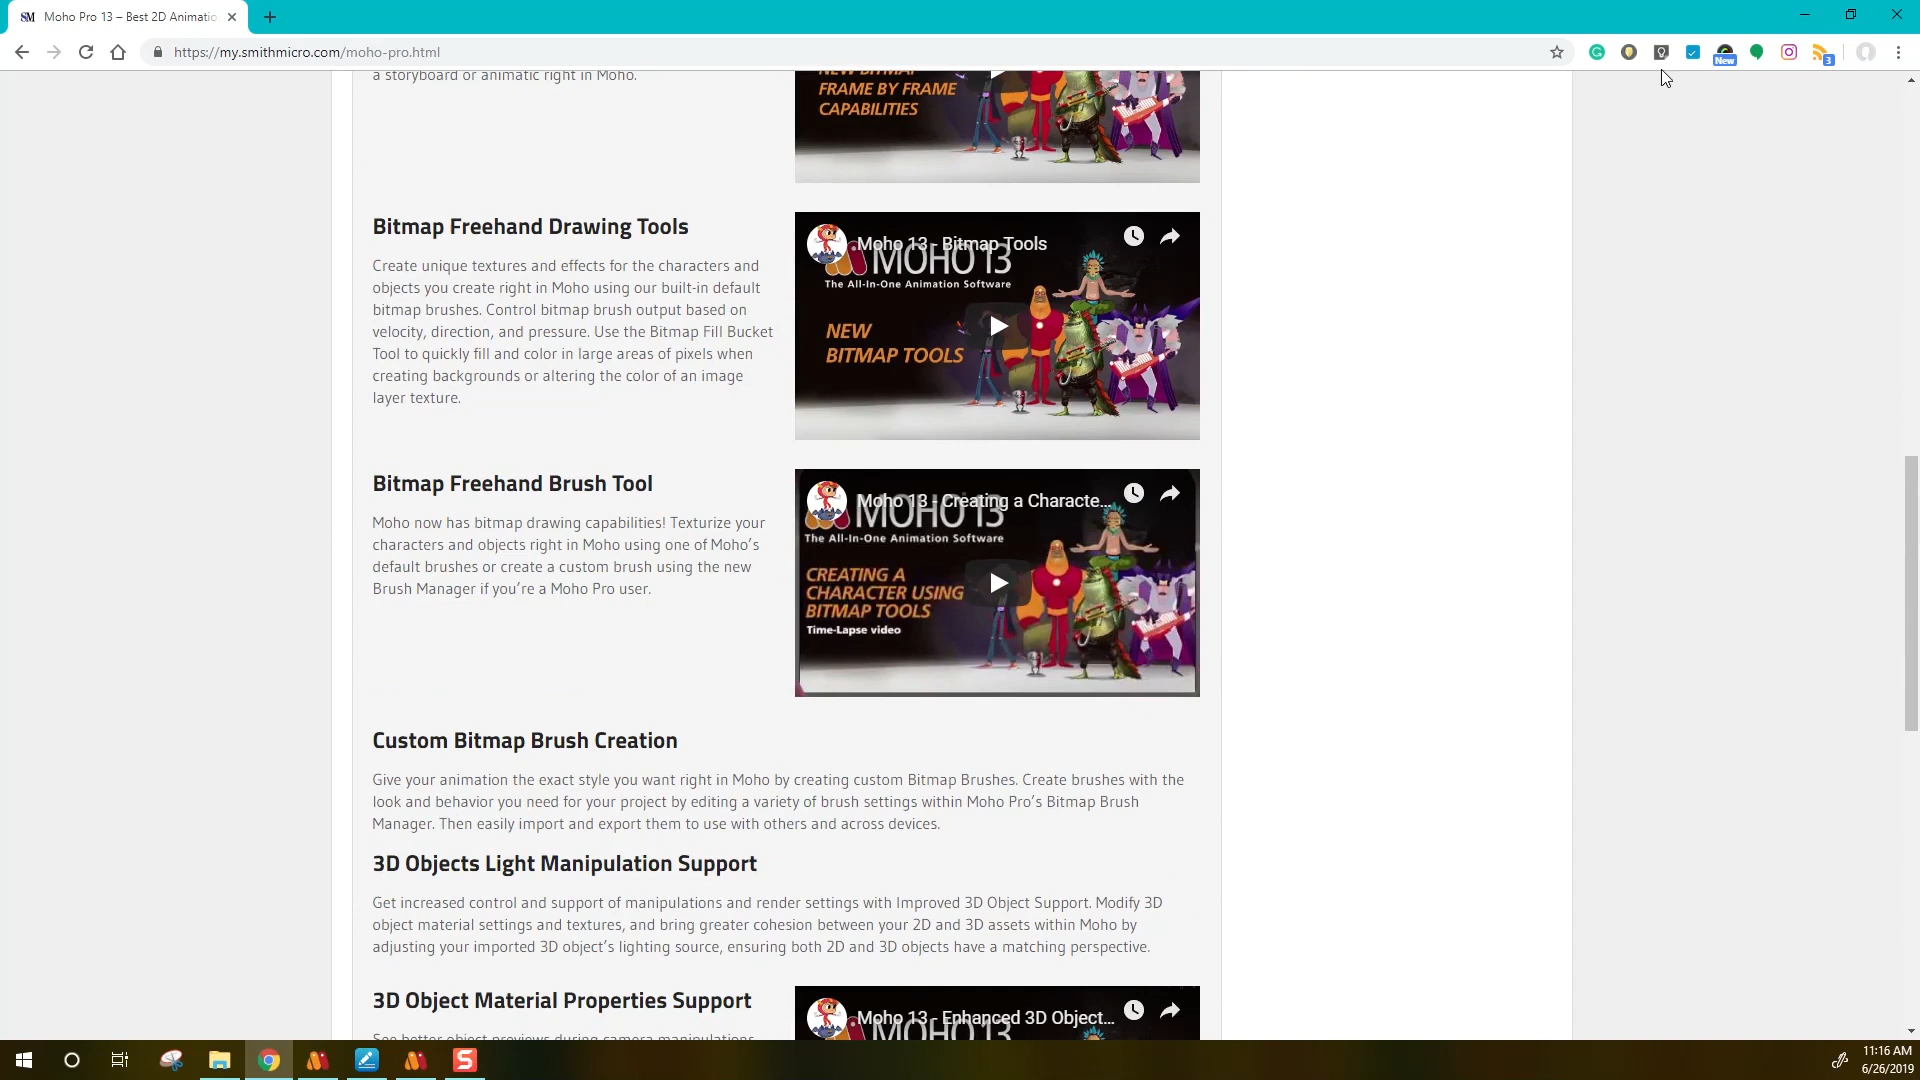 SM Moho Pro 13 – Best 2D Animatio
https://my.smithmicro.com/moho-pro.html
New
3
a storyboard or animatic right in Moho.
NEW BITMAP
FRAME BY FRAME
CAPABILITIES
Bitmap Freehand Drawing Tools
Create unique textures and effects for the characters and
objects you create right in Moho using our built-in default
bitmap brushes. Control bitmap brush output based on
velocity, direction, and pressure. Use the Bitmap Fill Bucket
Tool to quickly fill and color in large areas of pixels when
creating backgrounds or altering the color of an image
layer texture.
Moho 13 - Bitmap Tools
MOHO 13
The All-In-One Animation Software
NEW
BITMAP TOOLS
Bitmap Freehand Brush Tool
Moho now has bitmap drawing capabilities! Texturize your
characters and objects right in Moho using one of Moho’s
default brushes or create a custom brush using the new
Brush Manager if you’re a Moho Pro user.
Moho 13 - Creating a Characte...
MOHO 13
The All-In-One Animation Software
CREATING A
CHARACTER USING
BITMAP TOOLS
Time-Lapse video
Custom Bitmap Brush Creation
Give your animation the exact style you want right in Moho by creating custom Bitmap Brushes. Create brushes with the
look and behavior you need for your project by editing a variety of brush settings within Moho Pro’s Bitmap Brush
Manager. Then easily import and export them to use with others and across devices.
3D Objects Light Manipulation Support
Get increased control and support of manipulations and render settings with Improved 3D Object Support. Modify 3D
object material settings and textures, and bring greater cohesion between your 2D and 3D assets within Moho by
adjusting your imported 3D object’s lighting source, ensuring both 2D and 3D objects have a matching perspective.
3D Object Material Properties Support
See better object previews during camera manipulations
Moho 13 - Enhanced 3D Object...
MOHO 13
S
11:16 AM
6/26/2019